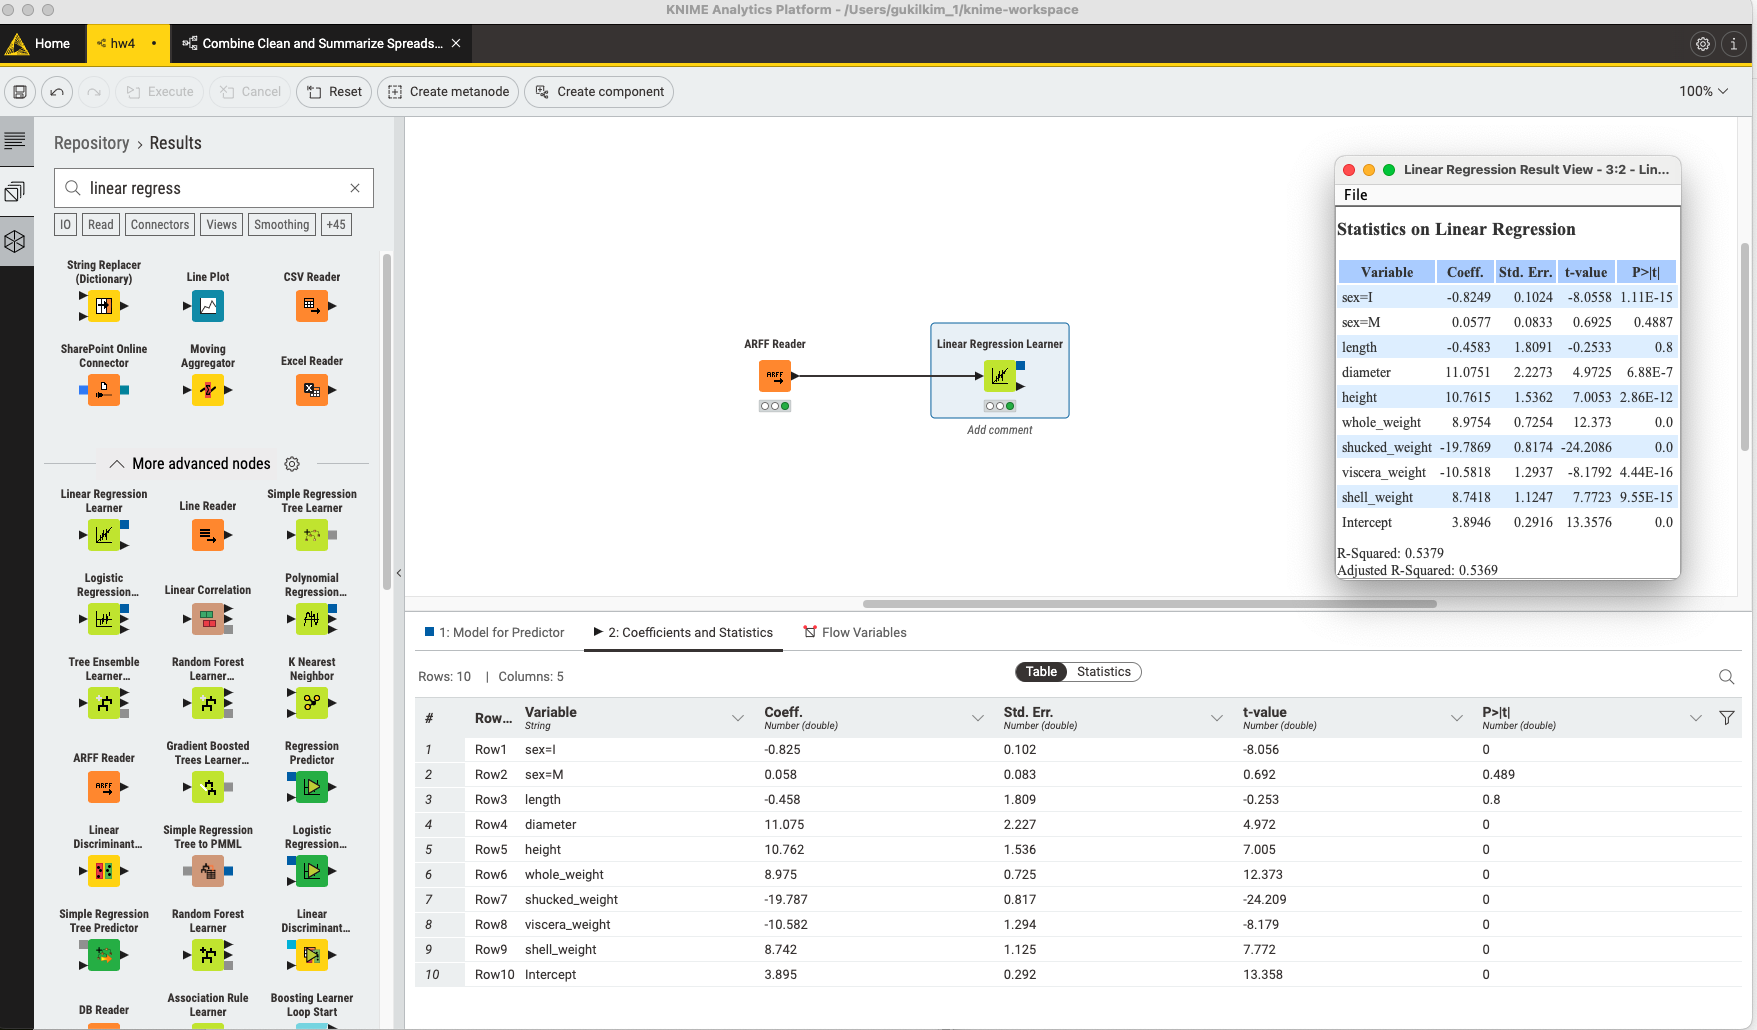 KNIME Analytics Platform - /Users/gukilkim_1/knime-workspace
Home
hw4
Combine Clean and Summarize Spreads...
Execute
Cancel
Reset
Create metanode
Create component
100%
Repository › Results
linear regress
IO
Read
Connectors
Views
Smoothing
+45
String Replacer
(Dictionary)
Line Plot
CSV Reader
SharePoint Online
Connector
Moving
Aggregator
Excel Reader
More advanced nodes
Linear Regression
Learner
Line Reader
Simple Regression
Tree Learner
Logistic
Regression...
Linear Correlation
Polynomial
Regression...
Tree Ensemble
Learner...
Random Forest
Learner...
K Nearest
Neighbor
ARFF Reader
ARFF
Gradient Boosted
Trees Learner...
Regression
Predictor
Linear
Discriminant...
Simple Regression
Tree to PMML
Logistic
Regression...
Simple Regression
Tree Predictor
Random Forest
Learner
Linear
Discriminant...
DB Reader
Association Rule
Learner
Boosting Learner
Loop Start
ARFF Reader
ARFF
Linear Regression Learner
Add comment
Linear Regression Result View - 3:2 - Lin...
File
Statistics on Linear Regression
Variable Coeff. Std. Err. t-value P>|t|
sex=I -0.8249 0.1024 -8.0558 1.11E-15
sex=M 0.0577 0.0833 0.6925 0.4887
length -0.4583 1.8091 -0.2533 0.8
diameter 11.0751 2.2273 4.9725 6.88E-7
height 10.7615 1.5362 7.0053 2.86E-12
whole_weight 8.9754 0.7254 12.373 0.0
shucked_weight -19.7869 0.8174 -24.2086 0.0
viscera_weight -10.5818 1.2937 -8.1792 4.44E-16
shell_weight 8.7418 1.1247 7.7723 9.55E-15
Intercept 3.8946 0.2916 13.3576 0.0
R-Squared: 0.5379
Adjusted R-Squared: 0.5369
1: Model for Predictor
2: Coefficients and Statistics
Flow Variables
Rows: 10 | Columns: 5
Table
Statistics
# Row... Variable Coeff. Std. Err. t-value P>|t|
String Number (double) Number (double) Number (double) Number (double)
1 Row1 sex=I -0.825 0.102 -8.056 0
2 Row2 sex=M 0.058 0.083 0.692 0.489
3 Row3 length -0.458 1.809 -0.253 0.8
4 Row4 diameter 11.075 2.227 4.972 0
5 Row5 height 10.762 1.536 7.005 0
6 Row6 whole_weight 8.975 0.725 12.373 0
7 Row7 shucked_weight -19.787 0.817 -24.209 0
8 Row8 viscera_weight -10.582 1.294 -8.179 0
9 Row9 shell_weight 8.742 1.125 7.772 0
10 Row10 Intercept 3.895 0.292 13.358 0